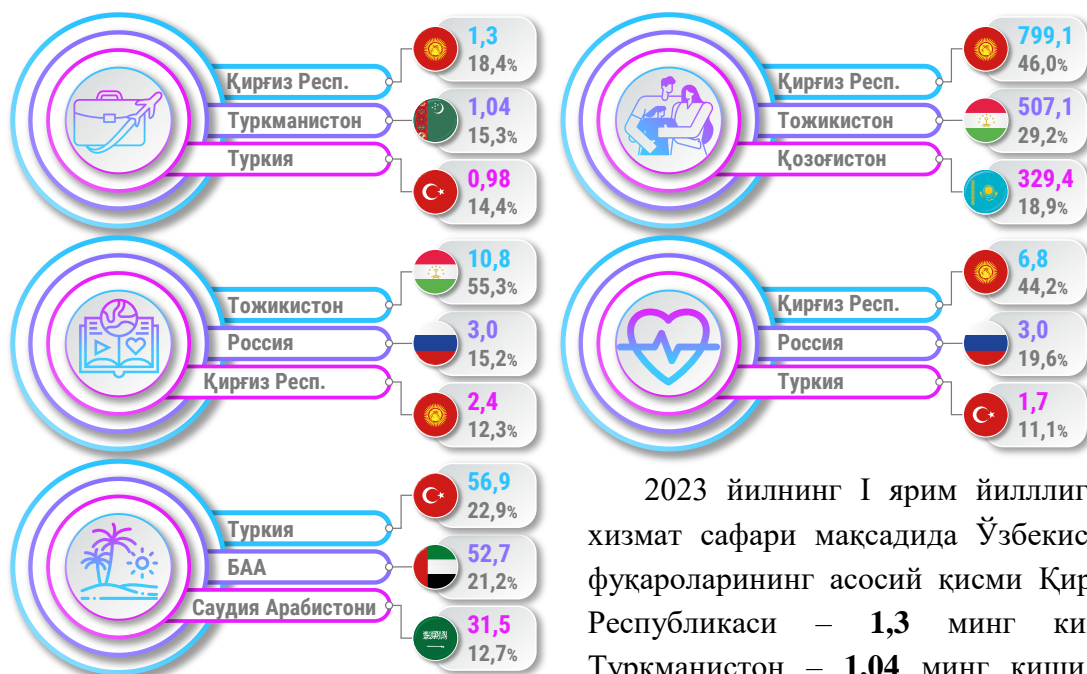 Қирғиз Респ.
1,3
18,4%
Туркманистон
1,04
15,3%
Туркия
0,98
14,4%
Қирғиз Респ.
799,1
46,0%
Тожикистон
507,1
29,2%
Қозоғистон
329,4
18,9%
Тожикистон
10,8
55,3%
Россия
3,0
15,2%
Қирғиз Респ.
2,4
12,3%
Қирғиз Респ.
6,8
44,2%
Россия
3,0
19,6%
Туркия
1,7
11,1%
Туркия
56,9
22,9%
БАА
52,7
21,2%
Саудия Арабистони
31,5
12,7%
2023 йилнинг I ярим йилллиг
хизмат сафари мақсадида Ўзбекис
фуқароларининг асосий қисми Қир
Республикаси – 1,3 минг ки
Туркманистон – 1,04 минг киши